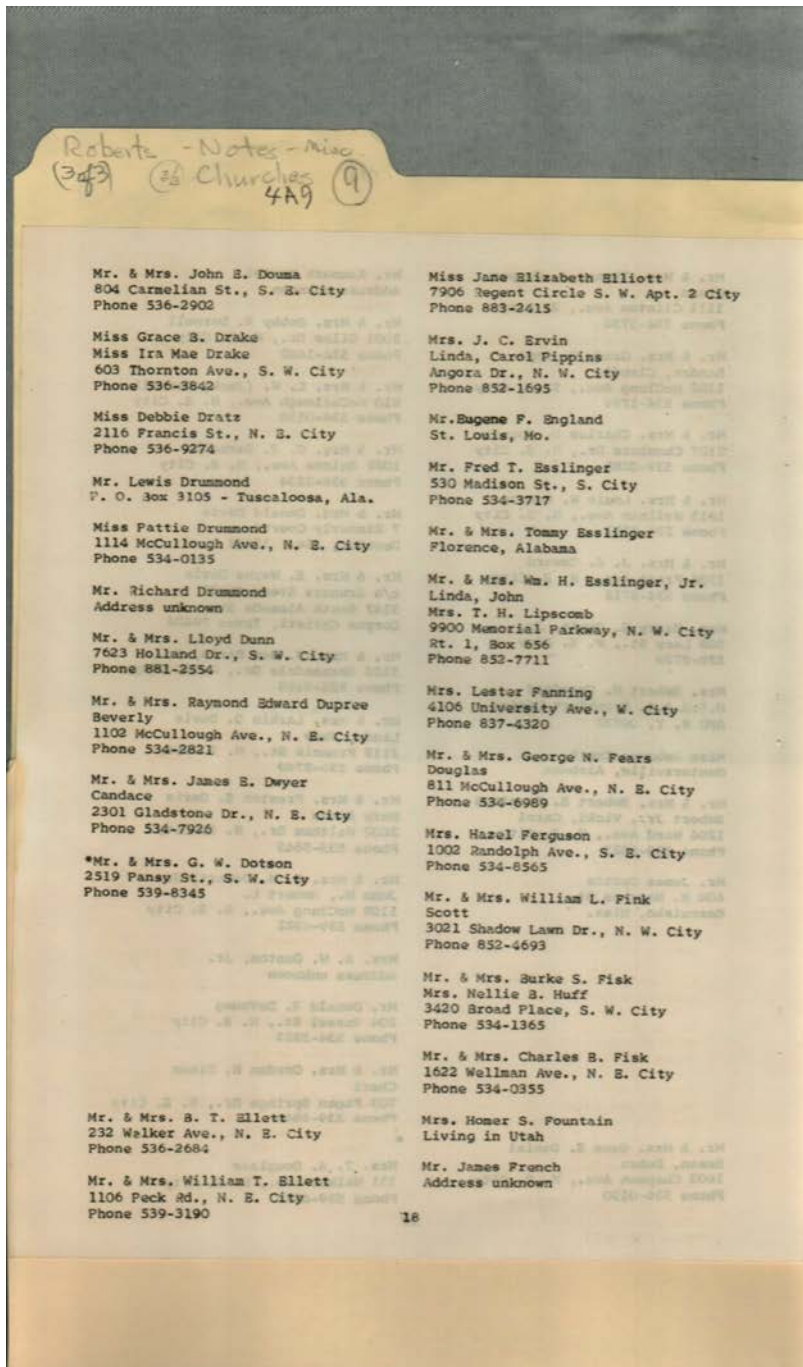 Roberts - Notes - Misc
(3of3) Churches 9
4A9
Mr. & Mrs. John E. Douma
804 Carmelian St., S. E. City
Phone 536-2902
Miss Grace B. Drake
Miss Ira Mae Drake
603 Thornton Ave., S. W. City
Phone 536-3842
Miss Debbie Dratz
2116 Francis St., N. E. City
Phone 536-9274
Mr. Lewis Drummond
P. O. Box 3105 - Tuscaloosa, Ala.
Miss Pattie Drummond
1114 McCullough Ave., N. E. City
Phone 534-0135
Mr. Richard Drummond
Address unknown
Mr. & Mrs. Lloyd Dunn
7623 Holland Dr., S. W. City
Phone 881-2554
Mr. & Mrs. Raymond Edward Dupree
Beverly
1102 McCullough Ave., N. E. City
Phone 534-2821
Mr. & Mrs. James E. Dwyer
Candace
2301 Gladstone Dr., N. E. City
Phone 534-7926
*Mr. & Mrs. G. W. Dotson
2519 Pansy St., S. W. City
Phone 539-8345
Mr. & Mrs. B. T. Ellett
232 Walker Ave., N. E. City
Phone 536-2684
Mr. & Mrs. William T. Ellett
1106 Peck Rd., N. E. City
Phone 539-3190
Miss Jane Elizabeth Elliott
7906 Regent Circle S. W. Apt. 2 City
Phone 883-2415
Mrs. J. C. Ervin
Linda, Carol Pippins
Angora Dr., N. W. City
Phone 852-1695
Mr.Eugene F. England
St. Louis, Mo.
Mr. Fred T. Esslinger
530 Madison St., S. City
Phone 534-3717
Mr. & Mrs. Tommy Esslinger
Florence, Alabama
Mr. & Mrs. Wm. H. Esslinger, Jr.
Linda, John
Mrs. T. H. Lipscomb
9900 Memorial Parkway, N. W. City
Rt. 1, Box 656
Phone 852-7711
Mrs. Lester Fanning
4106 University Ave., W. City
Phone 837-4320
Mr. & Mrs. George N. Fears
Douglas
811 McCullough Ave., N. E. City
Phone 534-6989
Mrs. Hazel Ferguson
1002 Randolph Ave., S. E. City
Phone 534-8565
Mr. & Mrs. William L. Fink
Scott
3021 Shadow Lawn Dr., N. W. City
Phone 852-4693
Mr. & Mrs. Burke S. Fisk
Mrs. Nellie B. Huff
3420 Broad Place, S. W. City
Phone 534-1365
Mr. & Mrs. Charles B. Fisk
1622 Wellman Ave., N. E. City
Phone 534-0355
Mrs. Homer S. Fountain
Living in Utah
Mr. James French
Address unknown
18